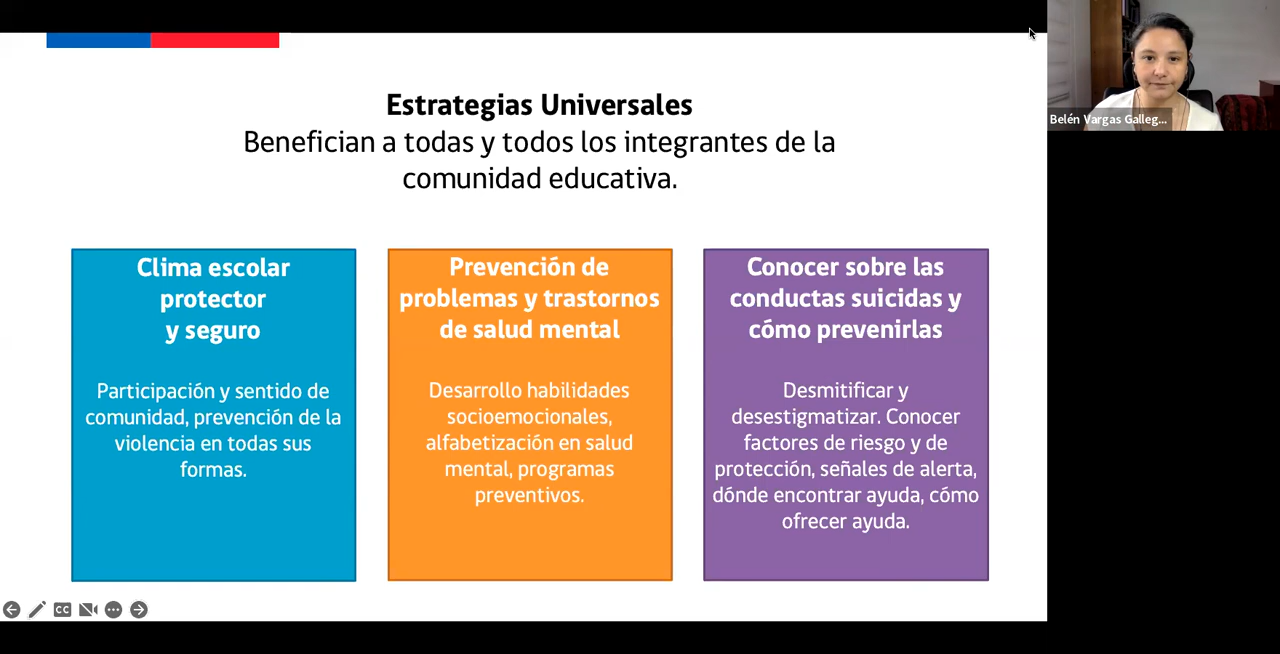 Estrategias Universales
Benefician a todas y todos los integrantes de la
comunidad educativa.
Clima escolar
protector
y seguro
Participación y sentido de
comunidad, prevención de la
violencia en todas sus
formas.
Prevención de
problemas y trastornos
de salud mental
Desarrollo habilidades
socioemocionales,
alfabetización en salud
mental, programas
preventivos.
Conocer sobre las
conductas suicidas y
cómo prevenirlas
Desmitificar y
desestigmatizar. Conocer
factores de riesgo y de
protección, señales de alerta,
dónde encontrar ayuda, cómo
ofrecer ayuda.
Belén Vargas Galleg...
CC